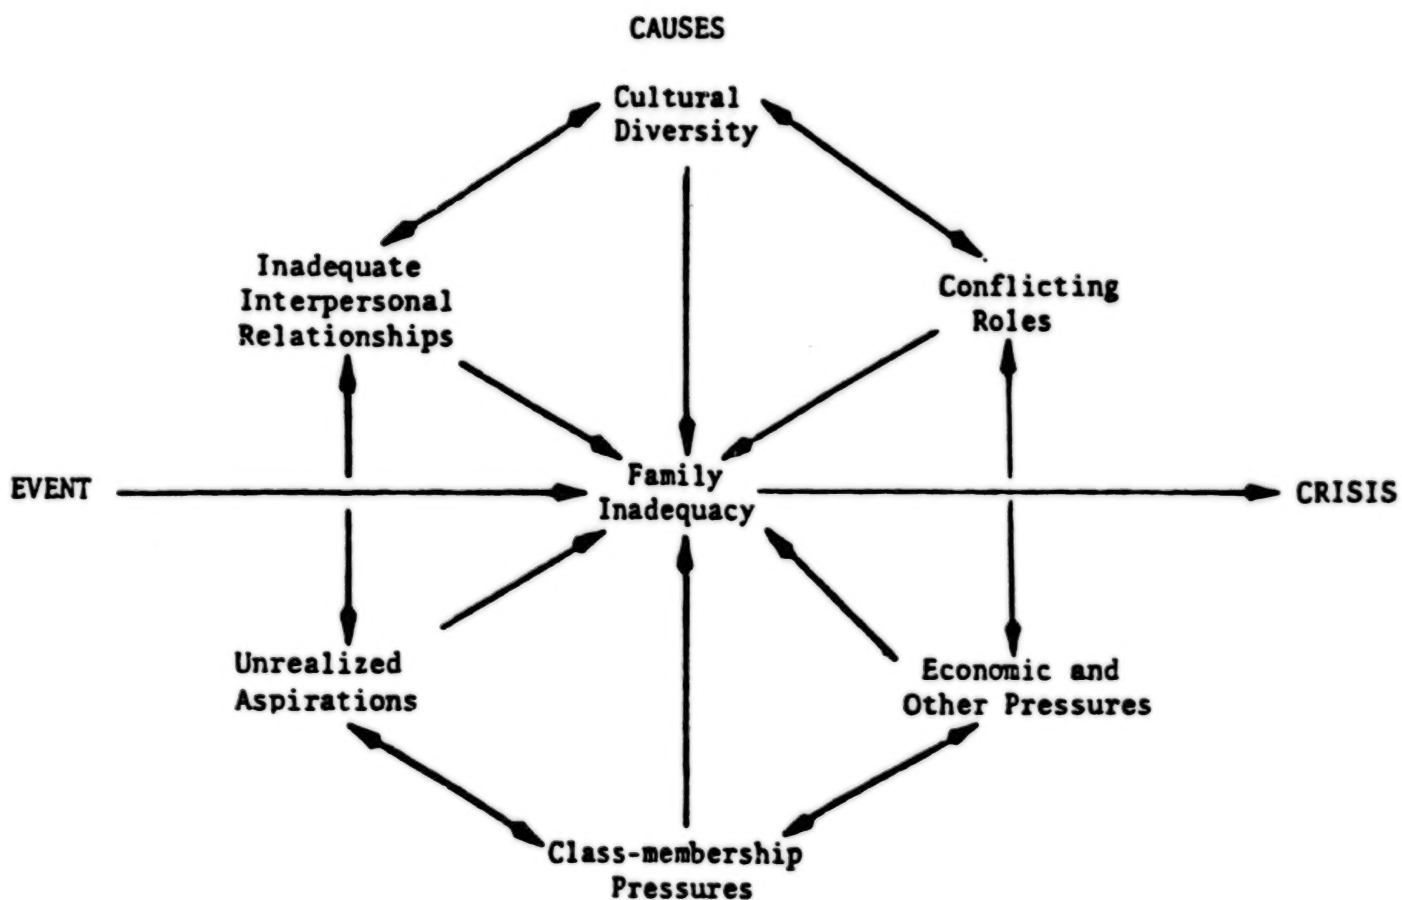 CAUSES
Cultural
Diversity
Inadequate
Interpersonal
Relationships
Conflicting
Roles
EVENT
Family
Inadequacy
CRISIS
Unrealized
Aspirations
Economic and
Other Pressures
Class-membership
Pressures